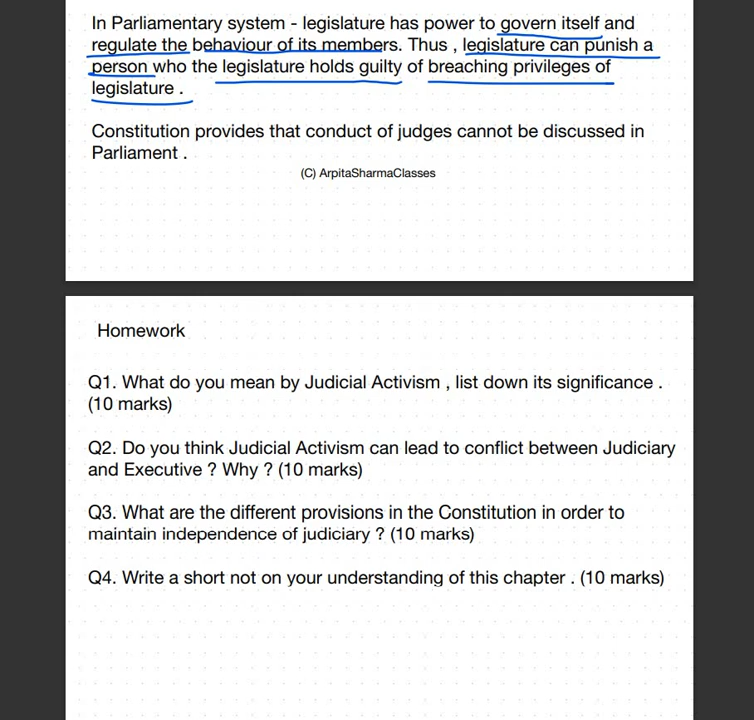 In Parliamentary system - legislature has power to govern itself and
regulate the behaviour of its members. Thus , legislature can punish a
person who the legislature holds guilty of breaching privileges of
legislature .
Constitution provides that conduct of judges cannot be discussed in
Parliament .
(C) ArpitaSharmaClasses
Homework
Q1. What do you mean by Judicial Activism , list down its significance .
(10 marks)
Q2. Do you think Judicial Activism can lead to conflict between Judiciary
and Executive ? Why ? (10 marks)
Q3. What are the different provisions in the Constitution in order to
maintain independence of judiciary ? (10 marks)
Q4. Write a short not on your understanding of this chapter . (10 marks)